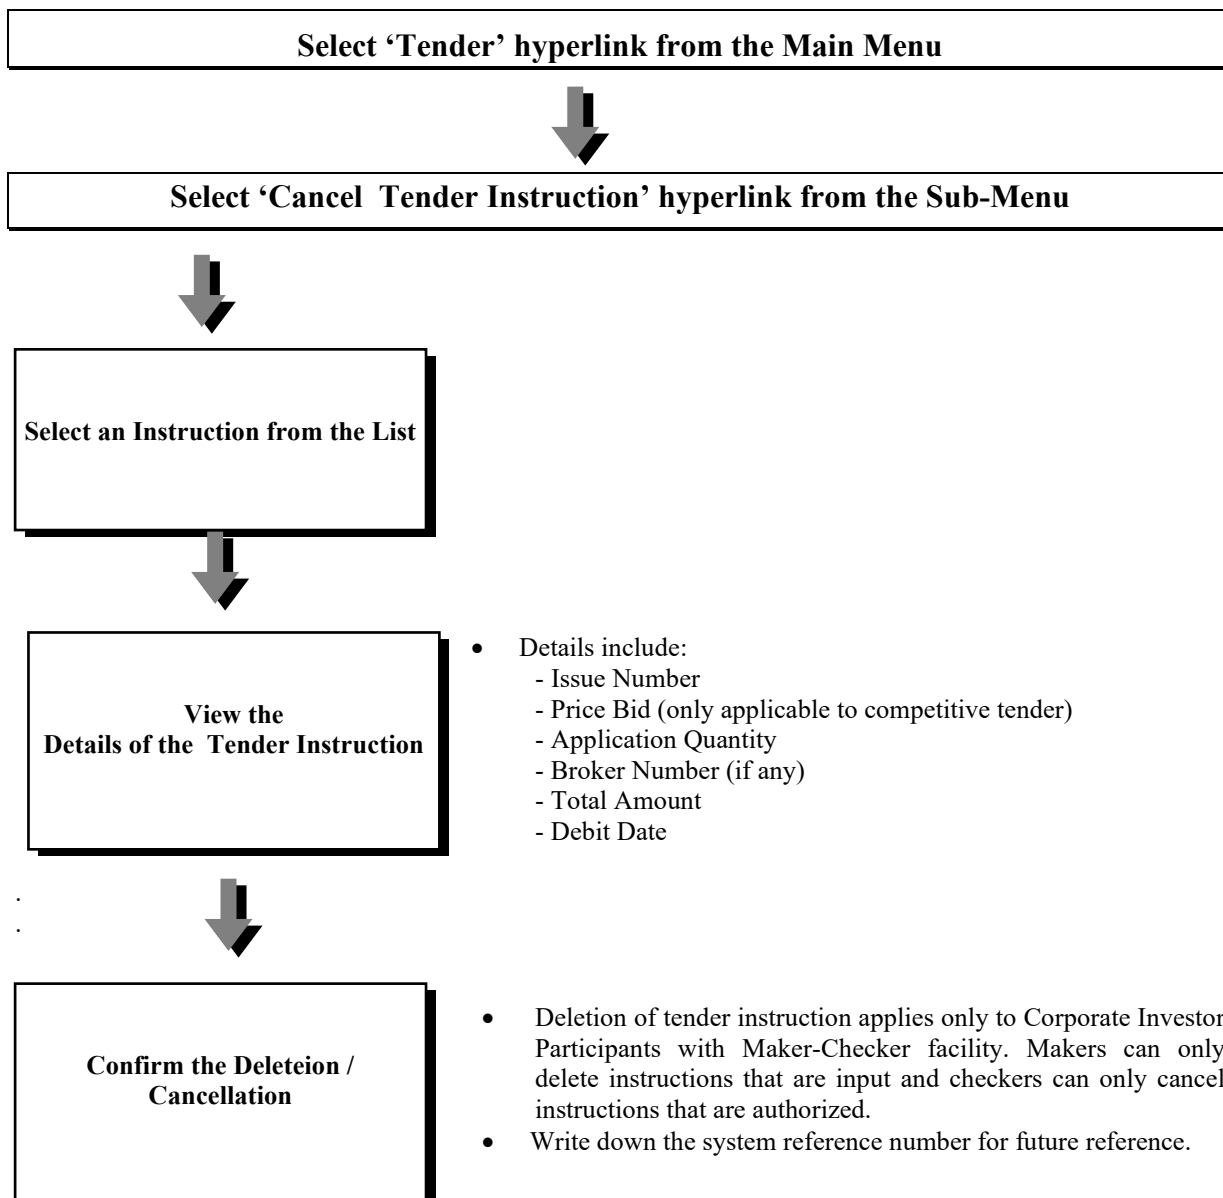 Select ‘Tender’ hyperlink from the Main Menu
Select ‘Cancel  Tender Instruction’ hyperlink from the Sub-Menu
Select an Instruction from the List
View the
Details of the  Tender Instruction
• Details include:
- Issue Number
- Price Bid (only applicable to competitive tender)
- Application Quantity
- Broker Number (if any)
- Total Amount
- Debit Date
.
.
Confirm the Deleteion /
Cancellation
• Deletion of tender instruction applies only to Corporate Investor
Participants with Maker-Checker facility. Makers can only
delete instructions that are input and checkers can only cancel
instructions that are authorized.
• Write down the system reference number for future reference.